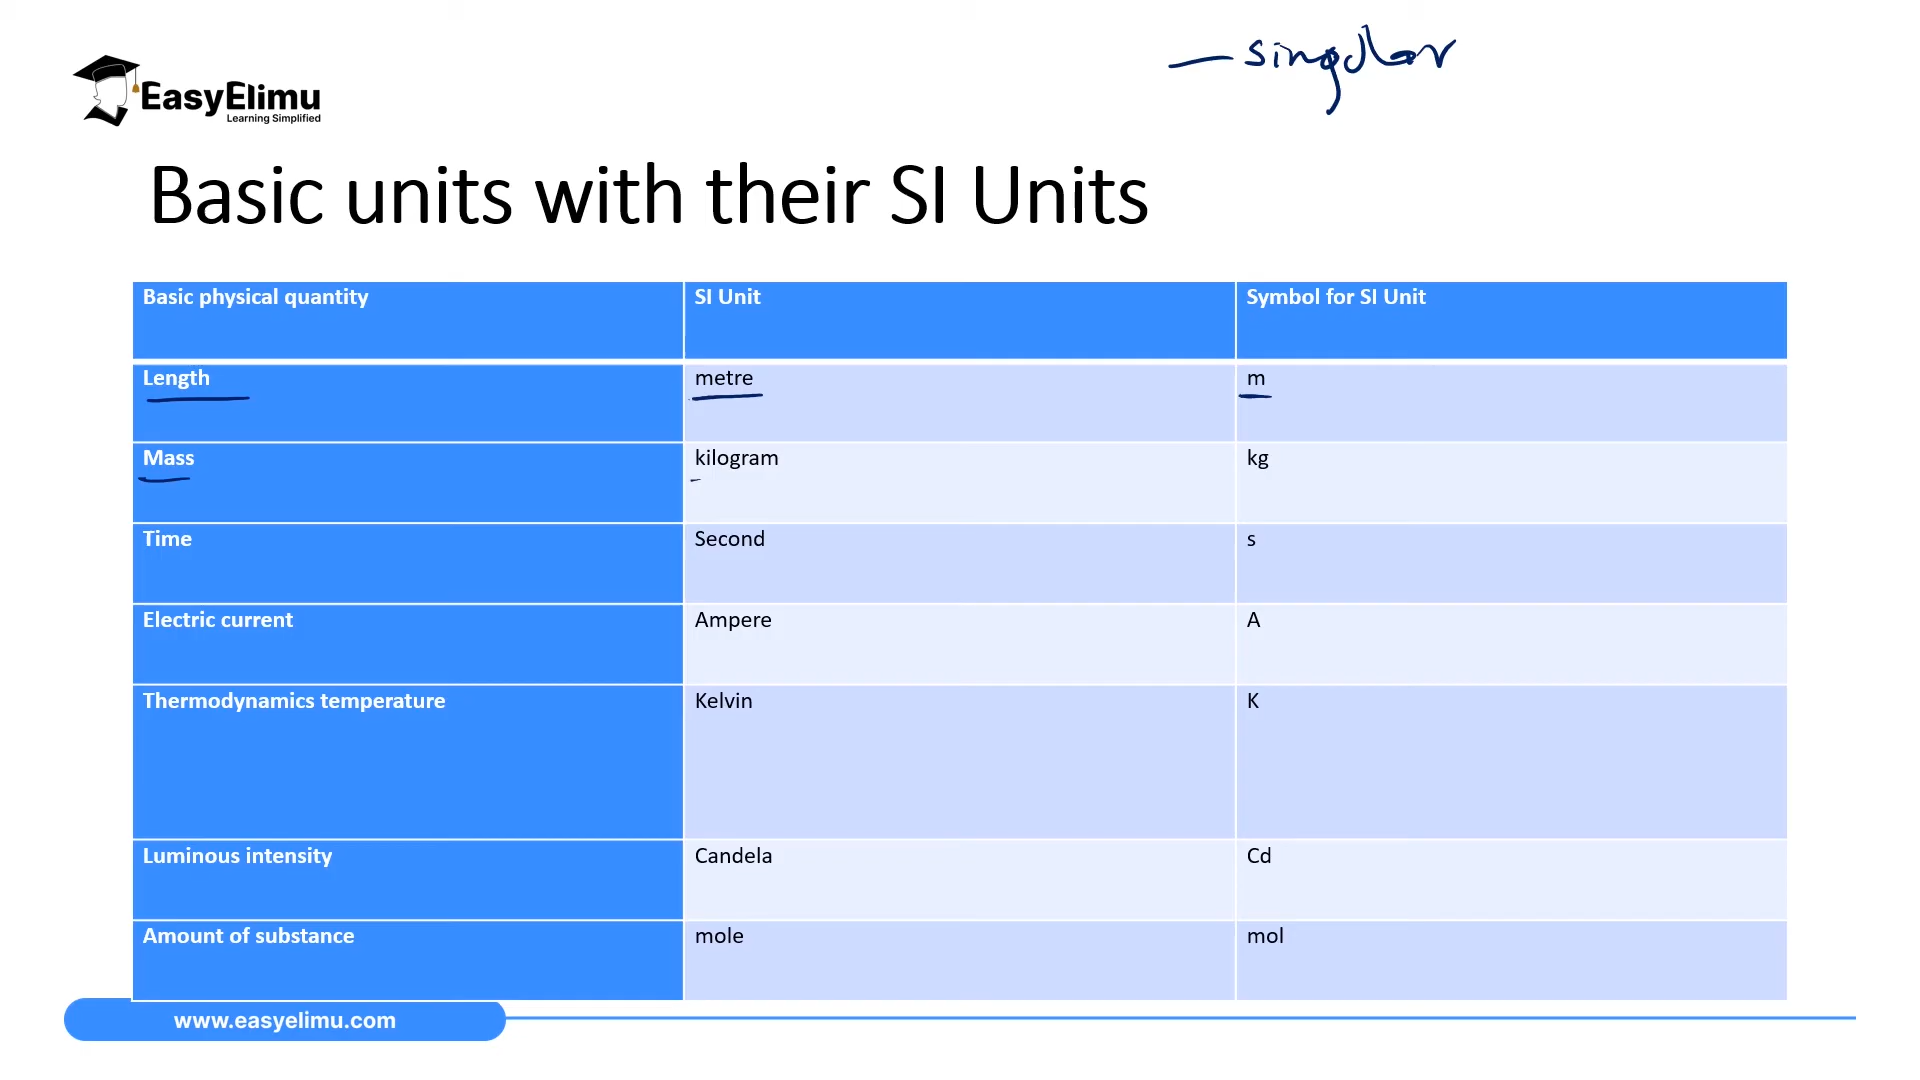 singular
EasyElimu
Learning Simplified
Basic units with their SI Units
Basic physical quantity SI Unit Symbol for SI Unit
Length metre m
Mass kilogram kg
Time Second s
Electric current Ampere A
Thermodynamics temperature Kelvin K
Luminous intensity Candela Cd
Amount of substance mole mol
www.easyelimu.com